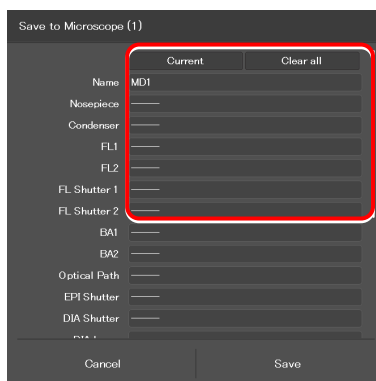 Save to Microscope (1)
Current Clear all
Name MD1
Nosepiece
Condenser
FL1
FL2
FL Shutter 1
FL Shutter 2
BA1
BA2
Optical Path
EPI Shutter
DIA Shutter
Cancel Save